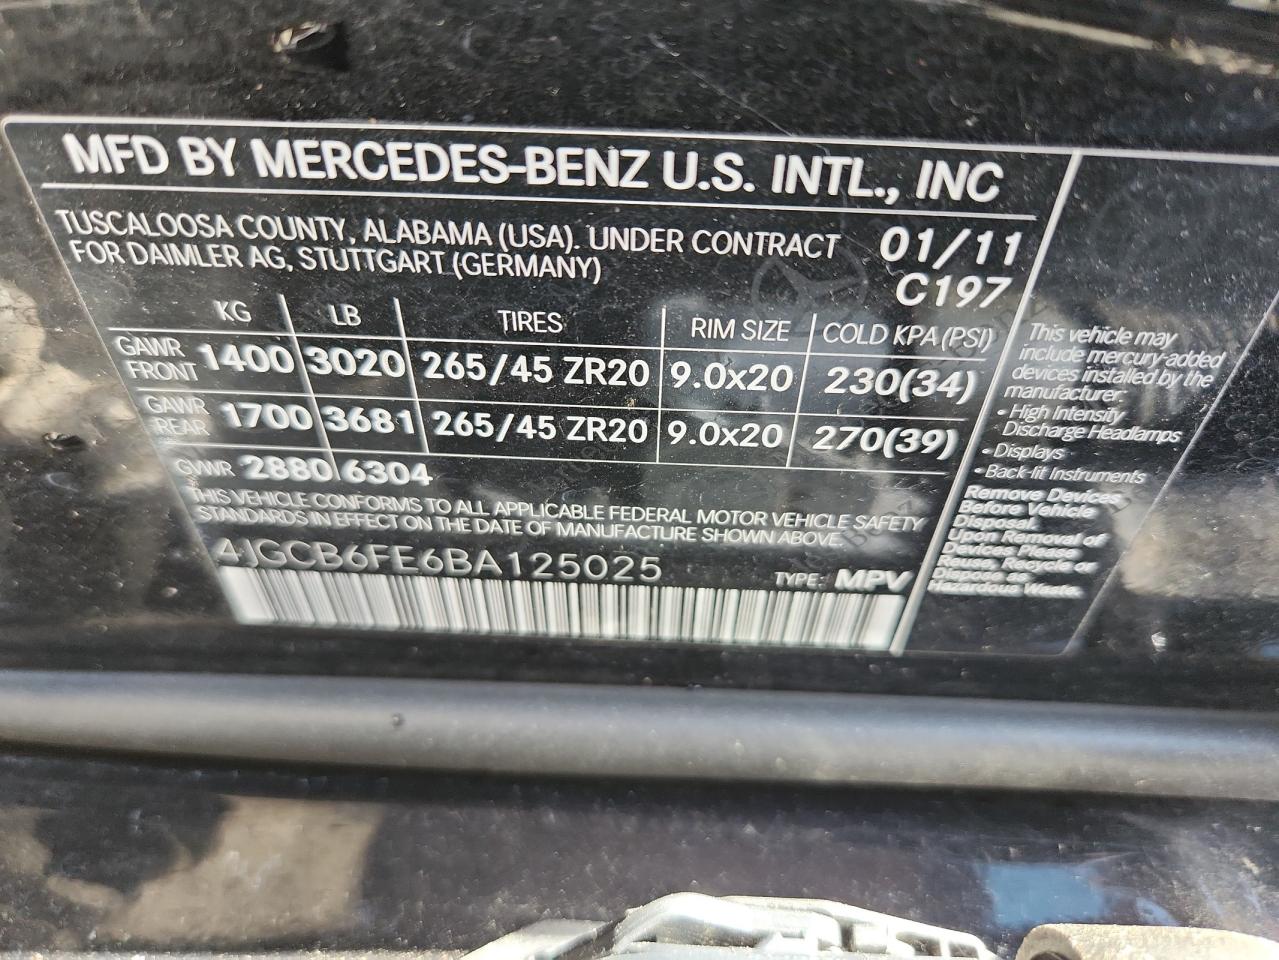 MFD BY MERCEDES-BENZ U.S. INTL., INC
TUSCALOOSA COUNTY, ALABAMA (USA). UNDER CONTRACT
FOR DAIMLER AG, STUTTGART (GERMANY)
01/11
C197
KG LB TIRES RIM SIZE COLD KPA (PSI)
GAWR FRONT 1400 3020 265/45 ZR20 9.0x20 230(34)
GAWR REAR 1700 3681 265/45 ZR20 9.0x20 270(39)
GVWR 2880 6304
THIS VEHICLE CONFORMS TO ALL APPLICABLE FEDERAL MOTOR VEHICLE SAFETY
STANDARDS IN EFFECT ON THE DATE OF MANUFACTURE SHOWN ABOVE.
4JGCB6FE6BA125025
TYPE: MPV
This vehicle may
include mercury-added
devices installed by the
manufacturer:
• High Intensity
Discharge Headlamps
• Displays
• Back-lit Instruments
Remove Devices
Before Vehicle
Disposal.
Upon Removal of
Devices Please
Reuse, Recycle or
Dispose as
Hazardous Waste.